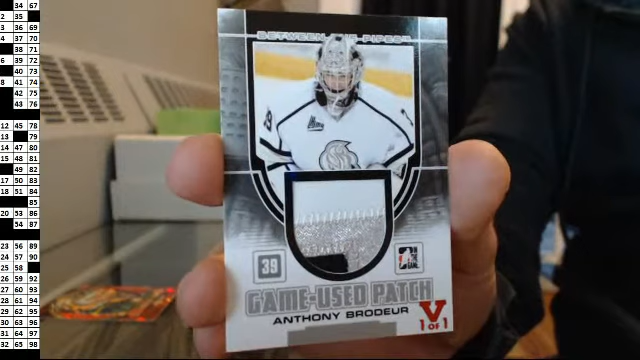 34 67
2 35
3 36 69
4 37 70
38 71
6 39 72
40 73
8 41 74
42 75
43 76
12 45 78
13 79
14 47 80
15 48 81
49 82
17 50 83
18 51 84
85
20 53 86
54 87
23 56 89
24 57 90
25 58
26 59 92
27 60 93
28 61 94
29 62 95
30 63 96
31 64 97
32 65 98
BETWEEN THE PIPES
39
IN THE GAME
GAME-USED PATCH
ANTHONY BRODEUR
V
1 OF 1